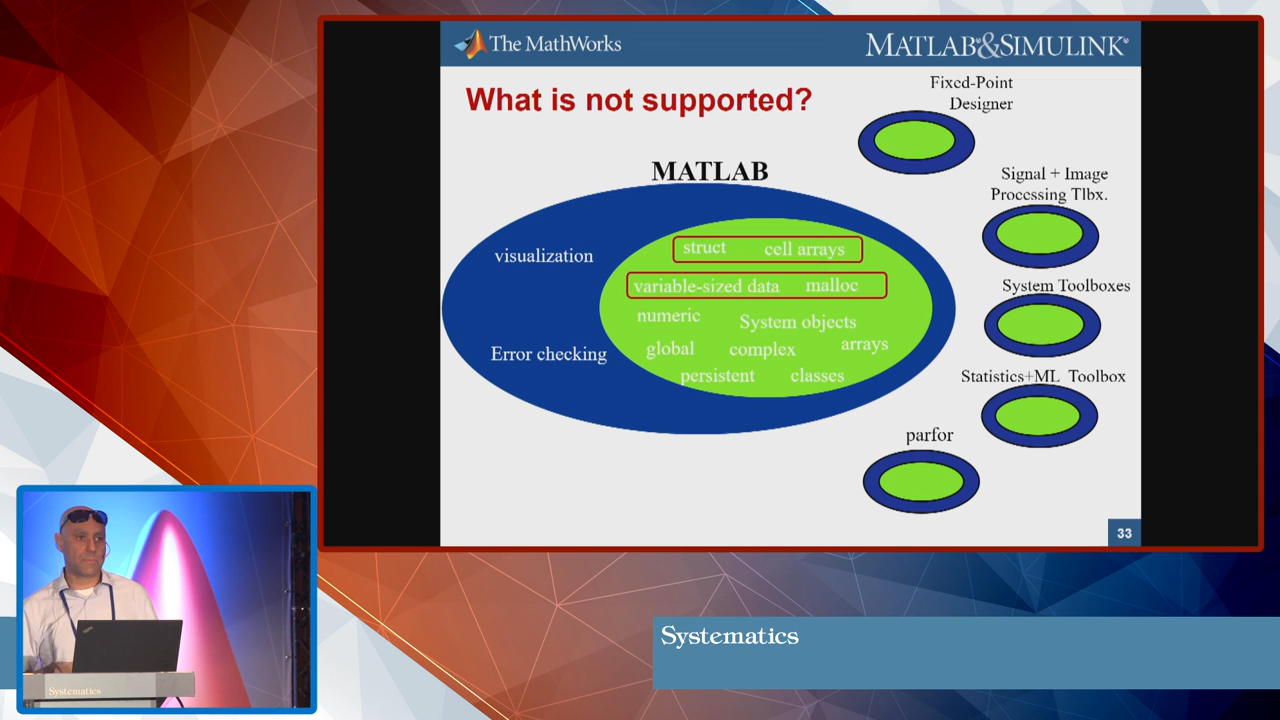 The MathWorks
MATLAB&SIMULINK®
What is not supported?
Fixed-Point
Designer
MATLAB
Signal + Image
Processing Tlbx.
struct cell arrays
visualization
variable-sized data malloc
System Toolboxes
numeric System objects
global complex arrays
Error checking
persistent classes
Statistics+ML Toolbox
parfor
33
Systematics
Systematics